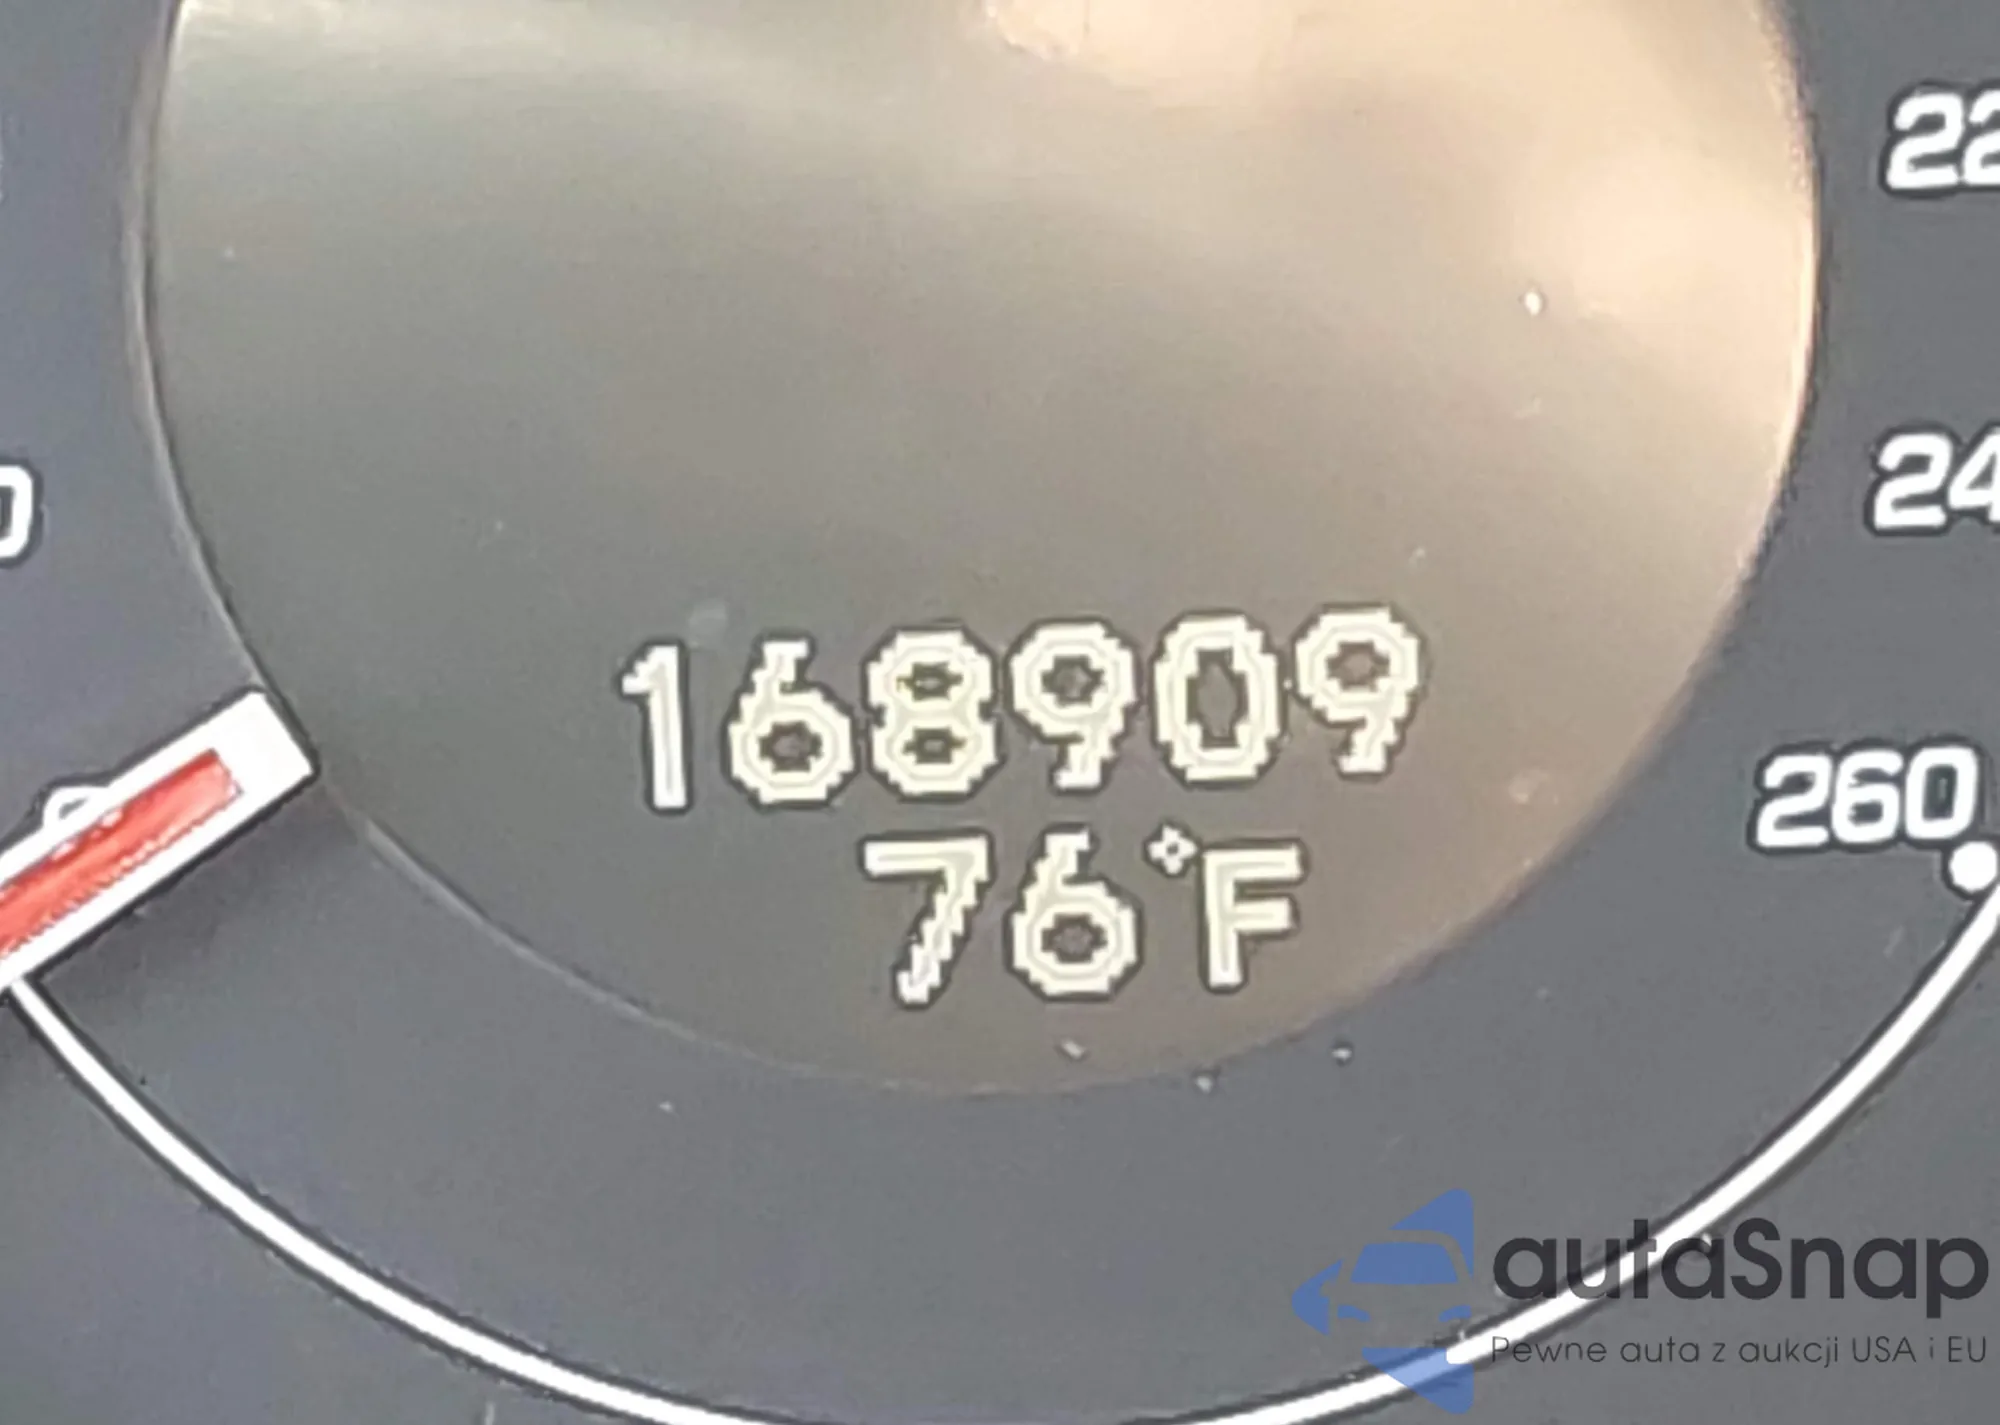 22
24
168909
260
76°F
autaSnap
Pewne auta z aukcji USA i EU